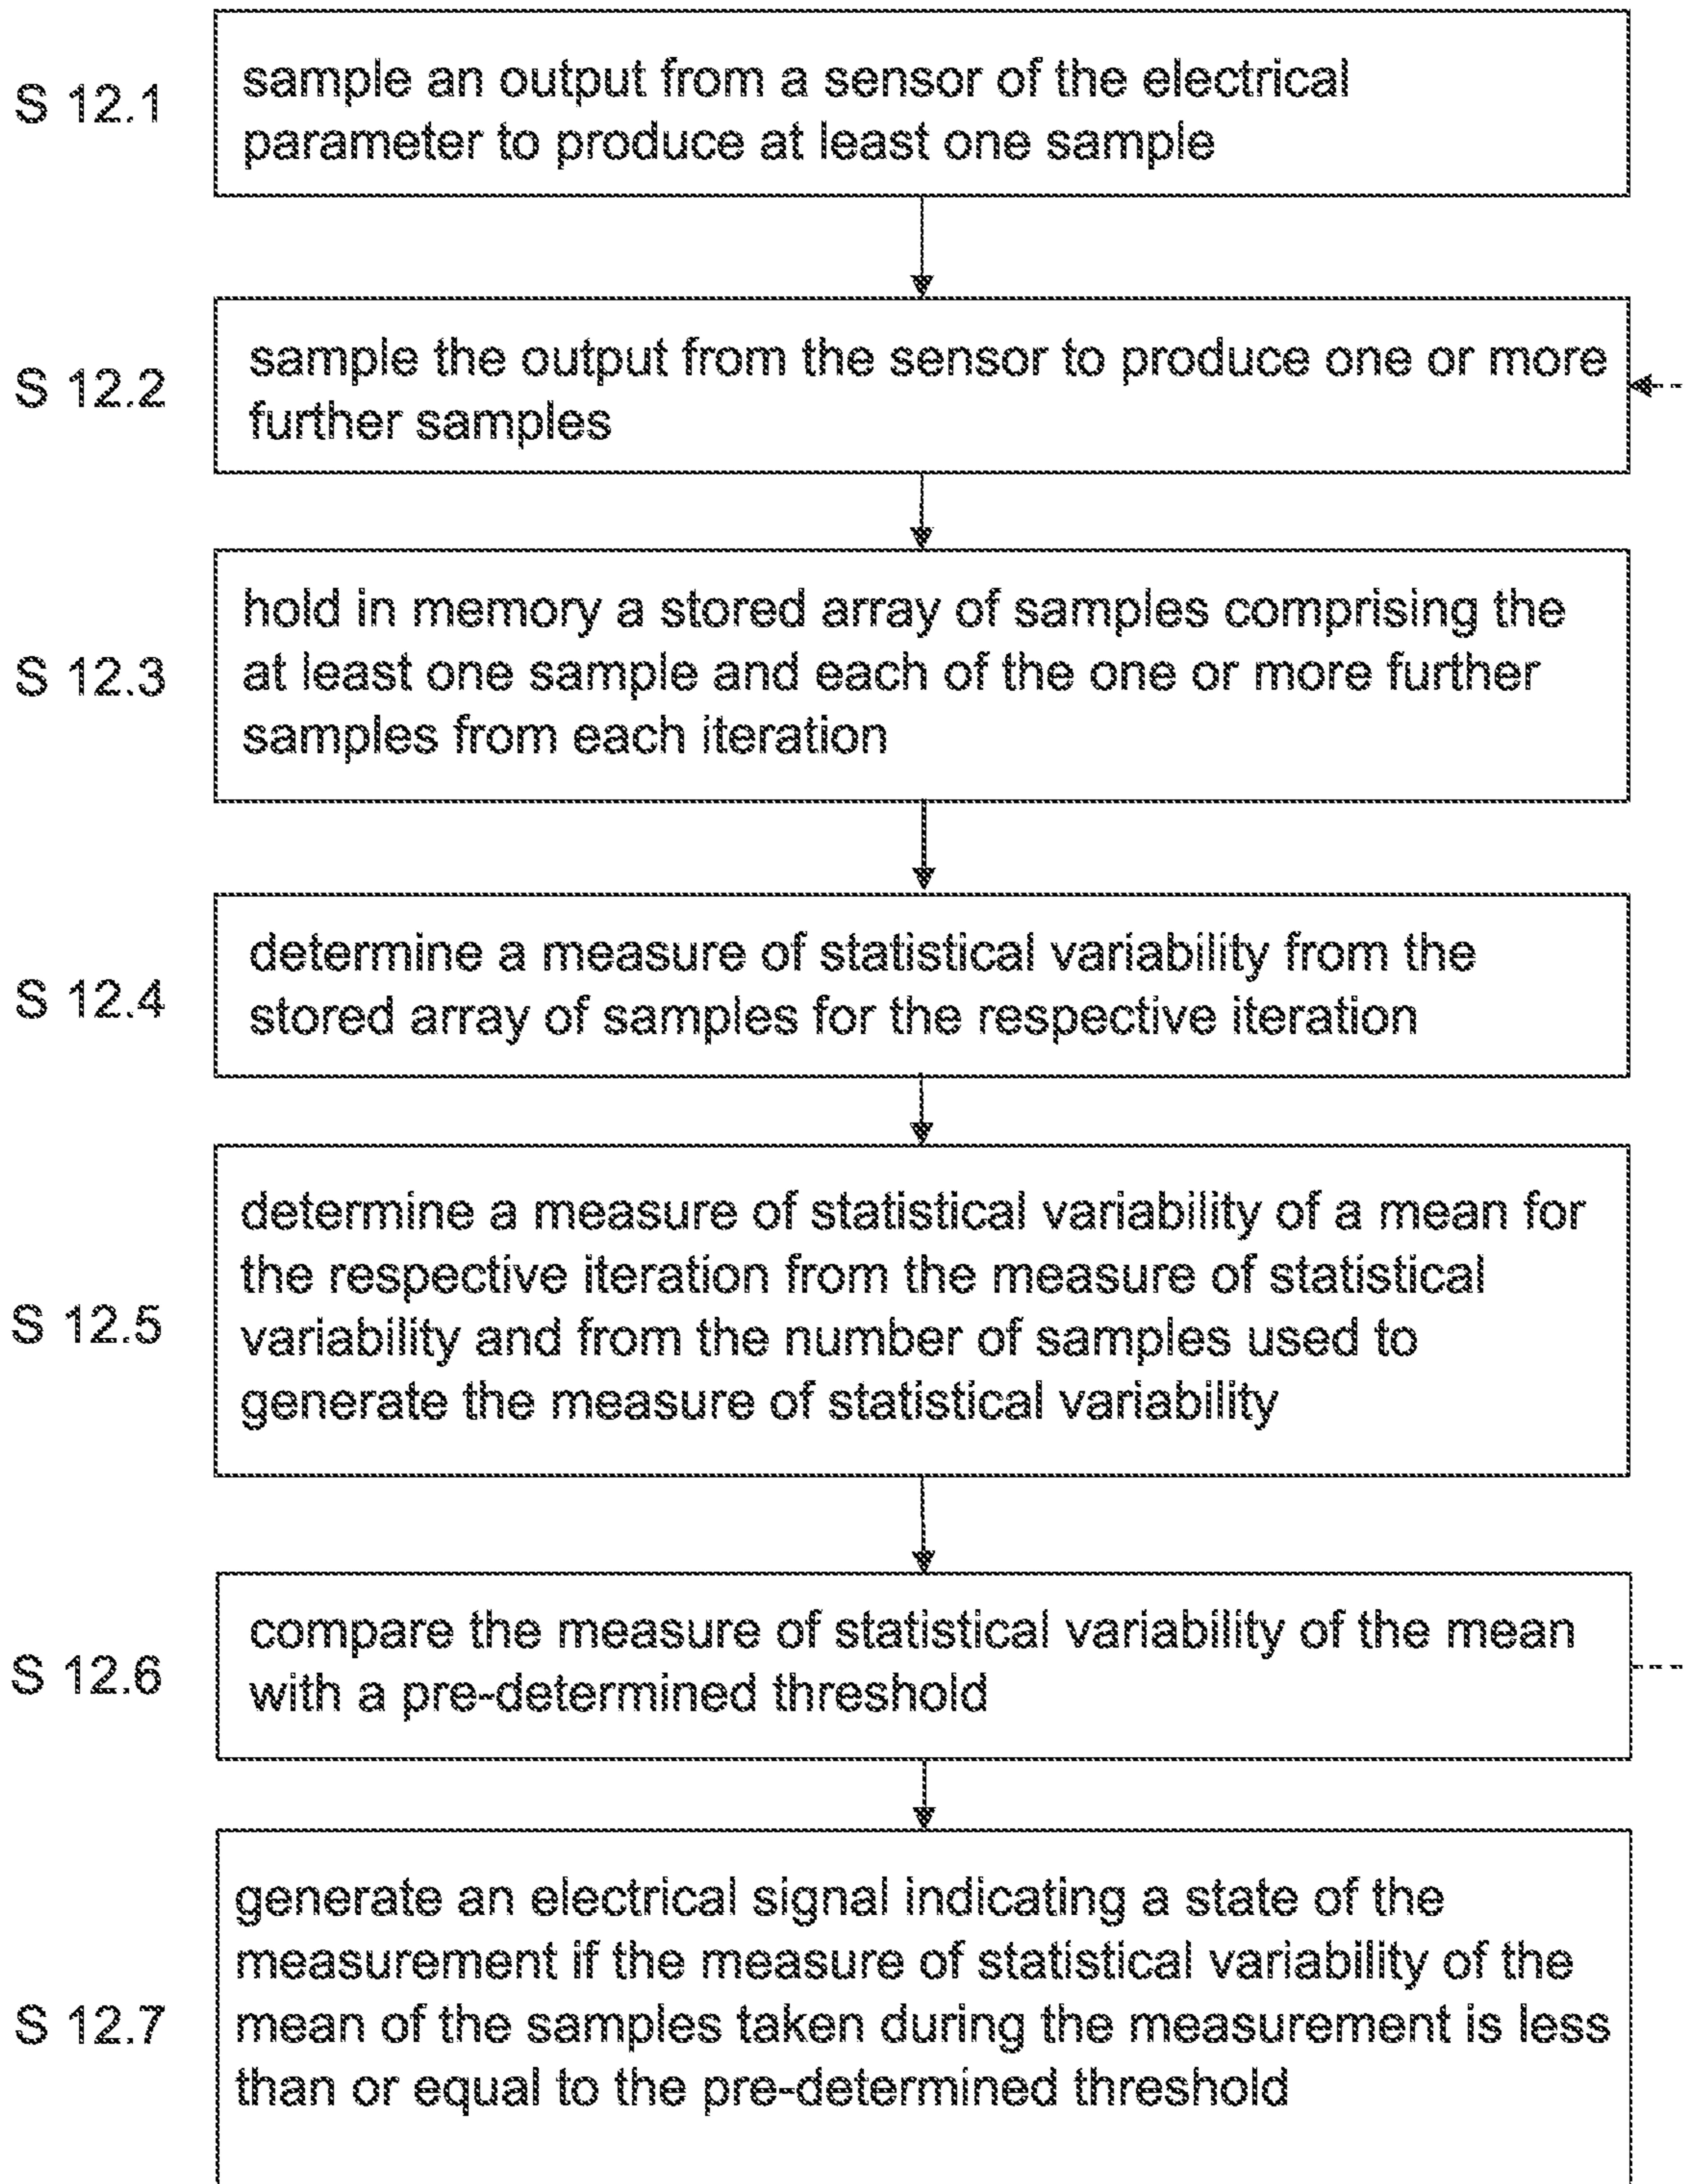 S 12.1
sample an output from a sensor of the electrical
parameter to produce at least one sample
S 12.2
sample the output from the sensor to produce one or more
further samples
S 12.3
hold in memory a stored array of samples comprising the
at least one sample and each of the one or more further
samples from each iteration
S 12.4
determine a measure of statistical variability from the
stored array of samples for the respective iteration
S 12.5
determine a measure of statistical variability of a mean for
the respective iteration from the measure of statistical
variability and from the number of samples used to
generate the measure of statistical variability
S 12.6
compare the measure of statistical variability of the mean
with a pre-determined threshold
S 12.7
generate an electrical signal indicating a state of the
measurement if the measure of statistical variability of the
mean of the samples taken during the measurement is less
than or equal to the pre-determined threshold